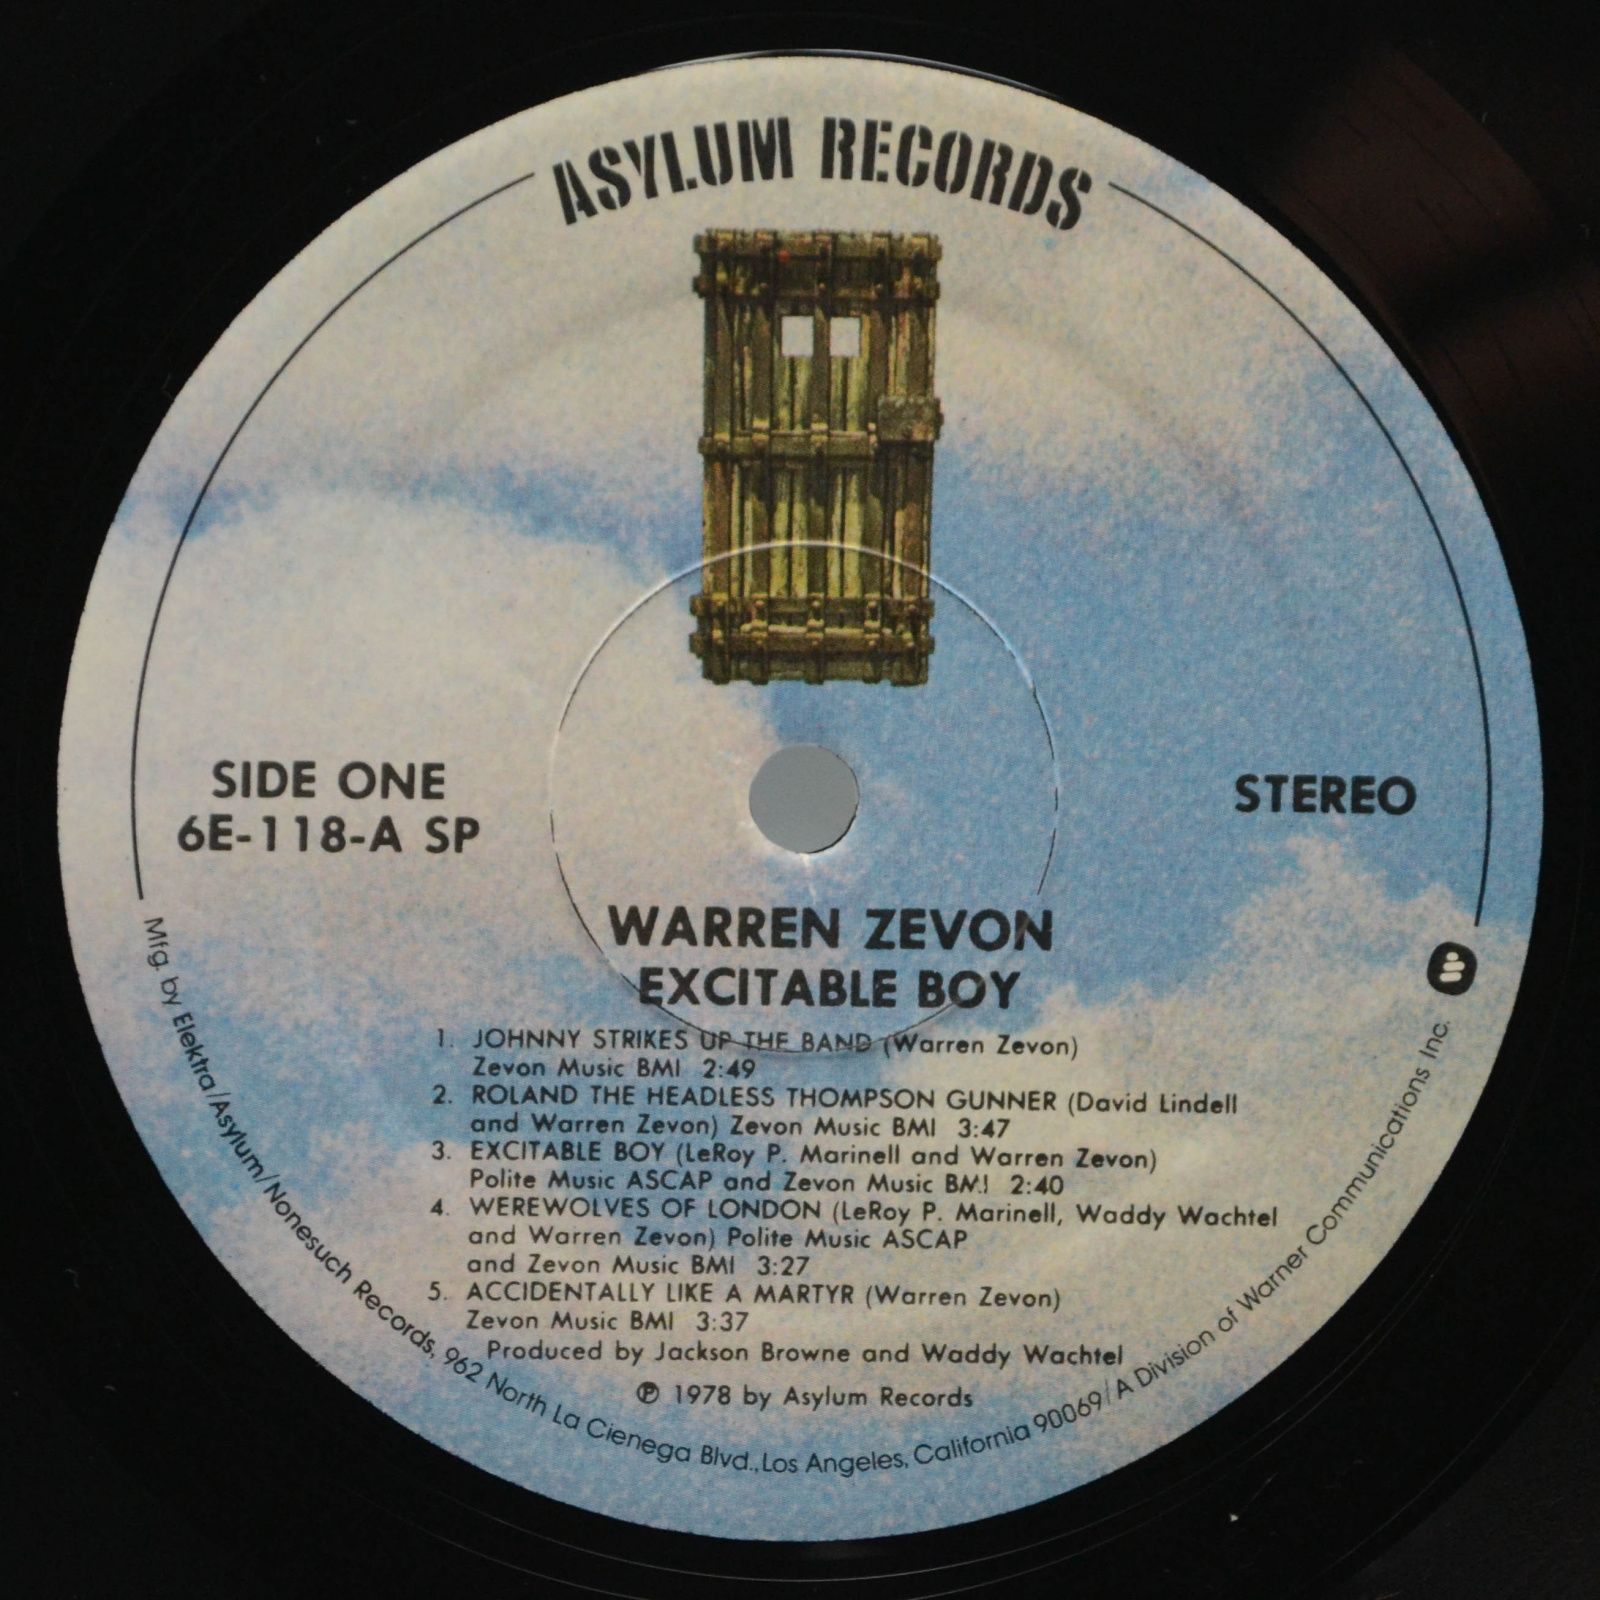 ASYLUM RECORDS
SIDE ONE
6E-118-A SP
STEREO
WARREN ZEVON
EXCITABLE BOY
1. JOHNNY STRIKES UP THE BAND (Warren Zevon)
Zevon Music BMI 2:49
2. ROLAND THE HEADLESS THOMPSON GUNNER (David Lindell
and Warren Zevon) Zevon Music BMI 3:47
3. EXCITABLE BOY (LeRoy P. Marinell and Warren Zevon)
Polite Music ASCAP and Zevon Music BMI 2:40
4. WEREWOLVES OF LONDON (LeRoy P. Marinell, Waddy Wachtel
and Warren Zevon) Polite Music ASCAP
and Zevon Music BMI 3:27
5. ACCIDENTALLY LIKE A MARTYR (Warren Zevon)
Zevon Music BMI 3:37
Produced by Jackson Browne and Waddy Wachtel
℗ 1978 by Asylum Records
Mfg. by Elektra/Asylum/Nonesuch Records, 962 North La Cienega Blvd., Los Angeles, California 90069/A Division of Warner Communications Inc.